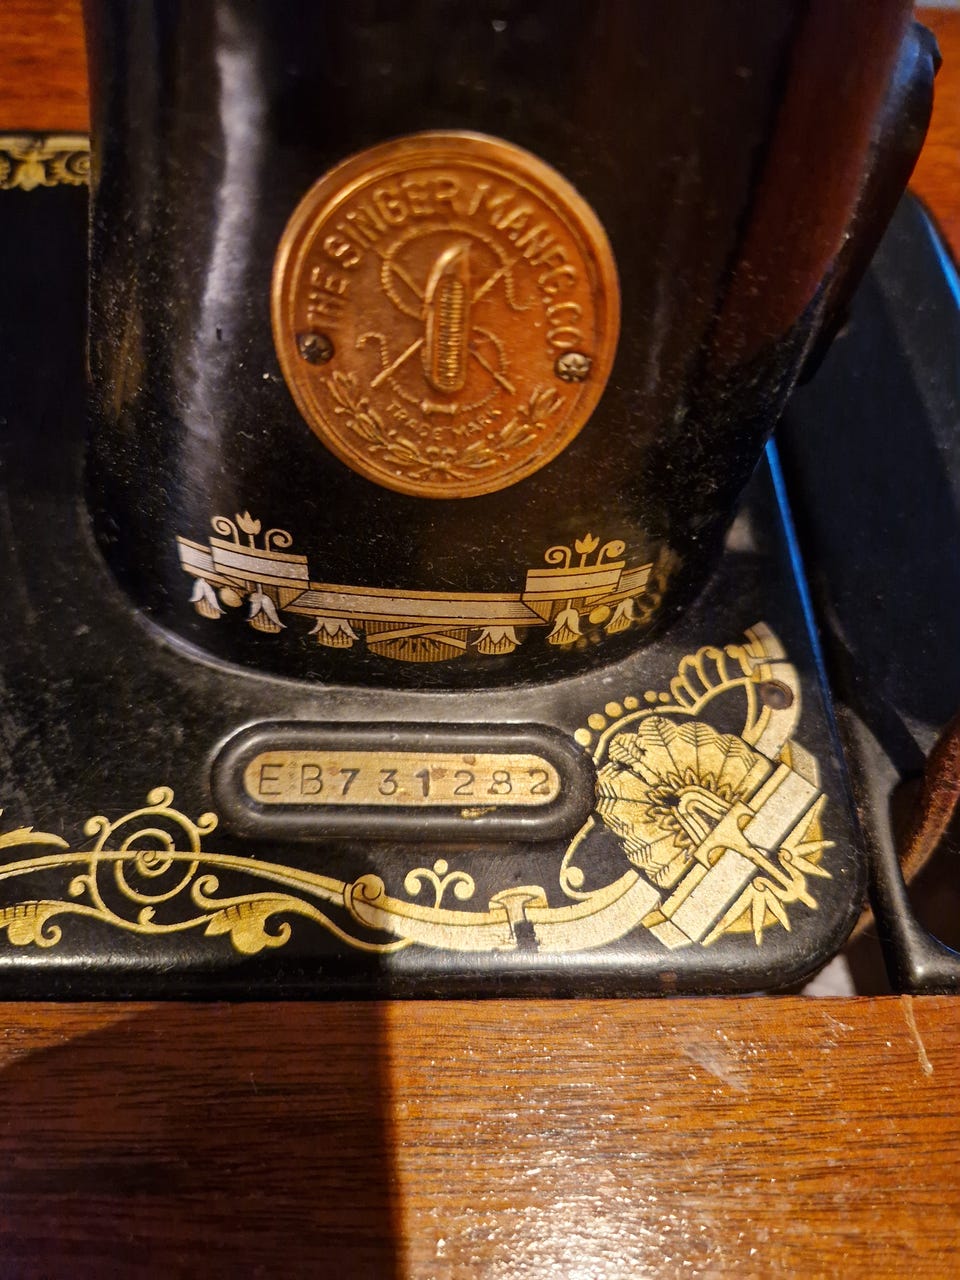 THE SINGER MANFG. CO.
TRADE MARK
EB731282